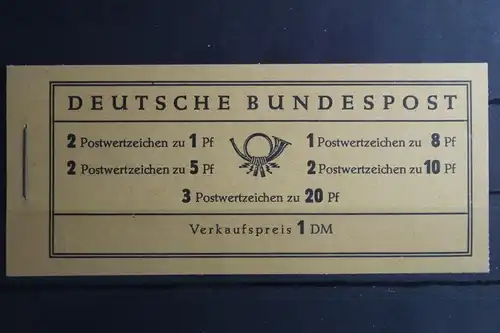 DEUTSCHE BUNDESPOST
2 Postwertzeichen zu 1 Pf
1 Postwertzeichen zu 8 Pf
2 Postwertzeichen zu 5 Pf
2 Postwertzeichen zu 10 Pf
3 Postwertzeichen zu 20 Pf
Verkaufspreis 1 DM